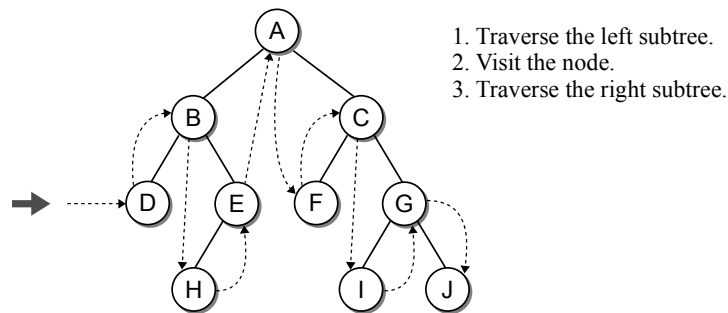 A
1. Traverse the left subtree.
2. Visit the node.
3. Traverse the right subtree.
B
C
D
E
F
G
H
I
J